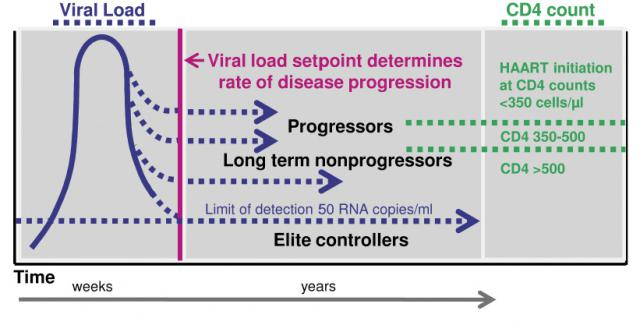 Viral Load
CD4 count
Viral load setpoint determines
rate of disease progression
HAART initiation
at CD4 counts
<350 cells/µl
Progressors
CD4 350-500
Long term nonprogressors
CD4 >500
Limit of detection 50 RNA copies/ml
Elite controllers
Time
weeks
years